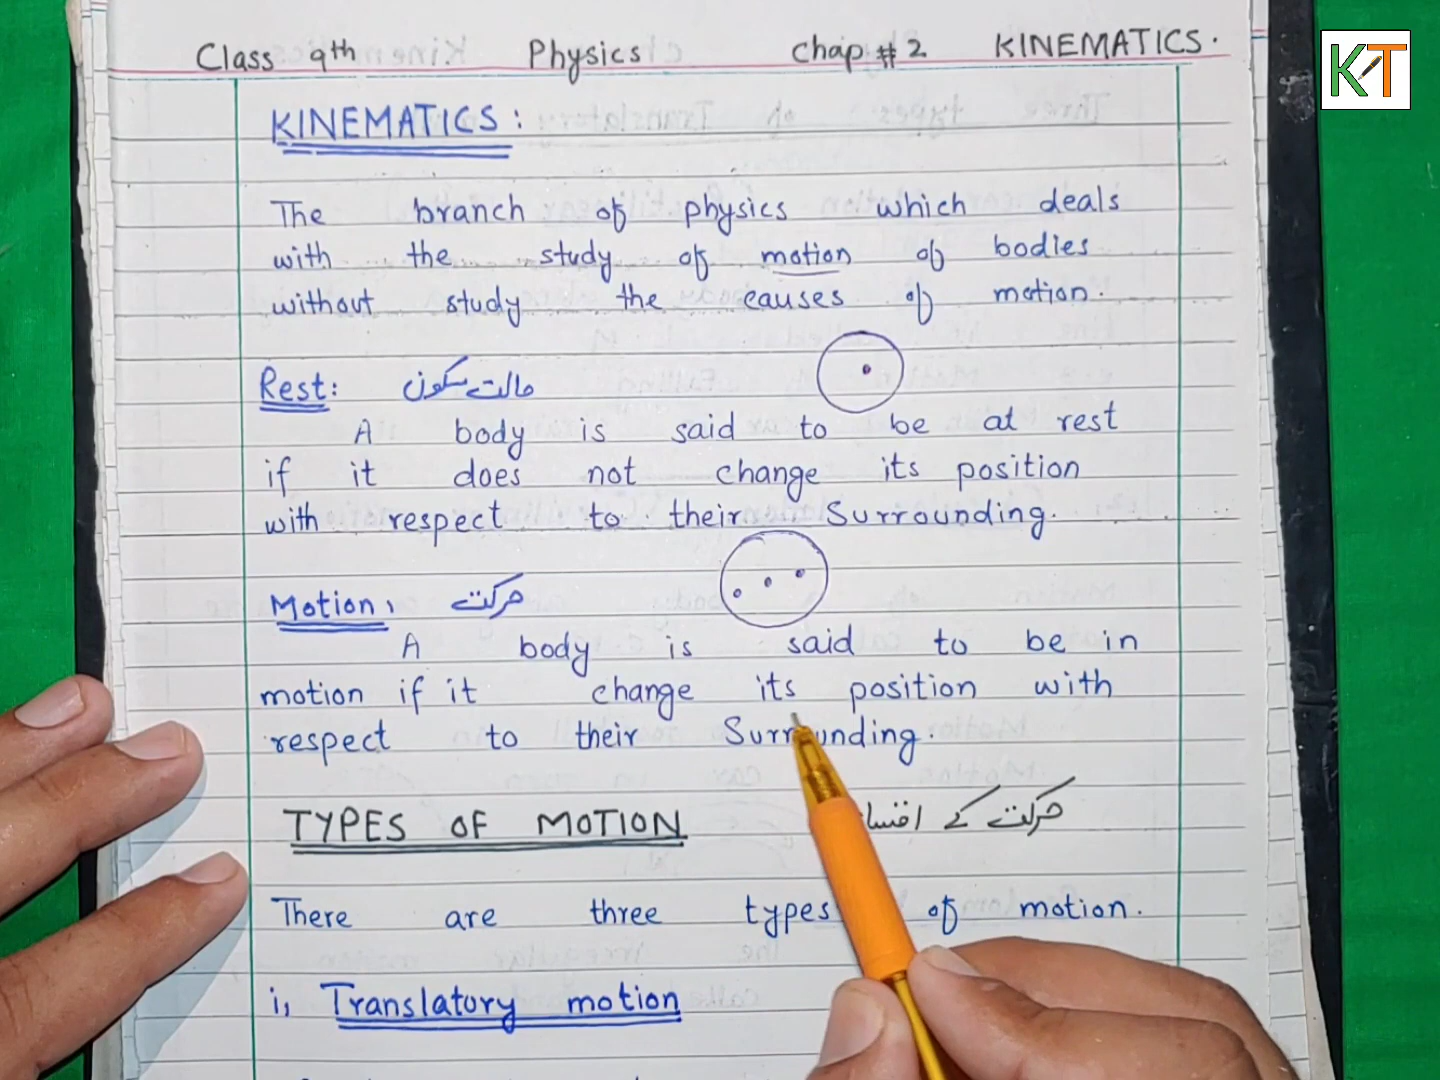 Class 9th Physics Chap # 2 KINEMATICS.
KT
KINEMATICS:
The branch of physics which deals
with the study of motion of bodies
without study the causes of motion.
Rest: حالت سکون
A body is said to be at rest
if it does not change its position
with respect to their Surrounding.
Motion: حرکت
A body is said to be in
motion if it change its position with
respect to their Surrounding.
TYPES OF MOTION حرکت کے اقسا
There are three types of motion.
i, Translatory motion